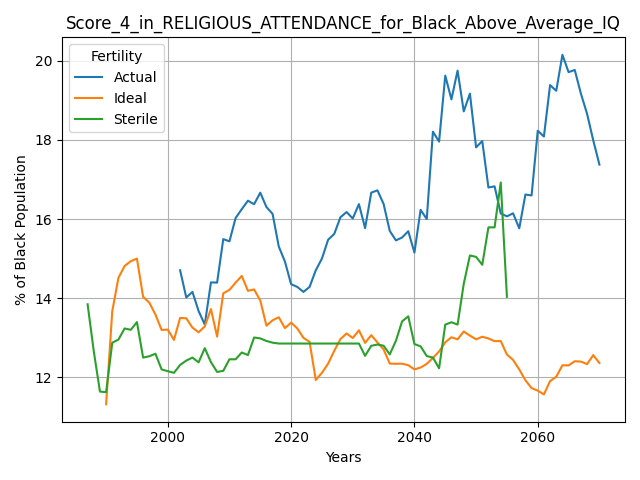 Score_4_in_RELIGIOUS_ATTENDANCE_for_Black_Above_Average_IQ
Fertility
Actual
Ideal
Sterile
% of Black Population
20
18
16
14
12
2000
2020
2040
2060
Years